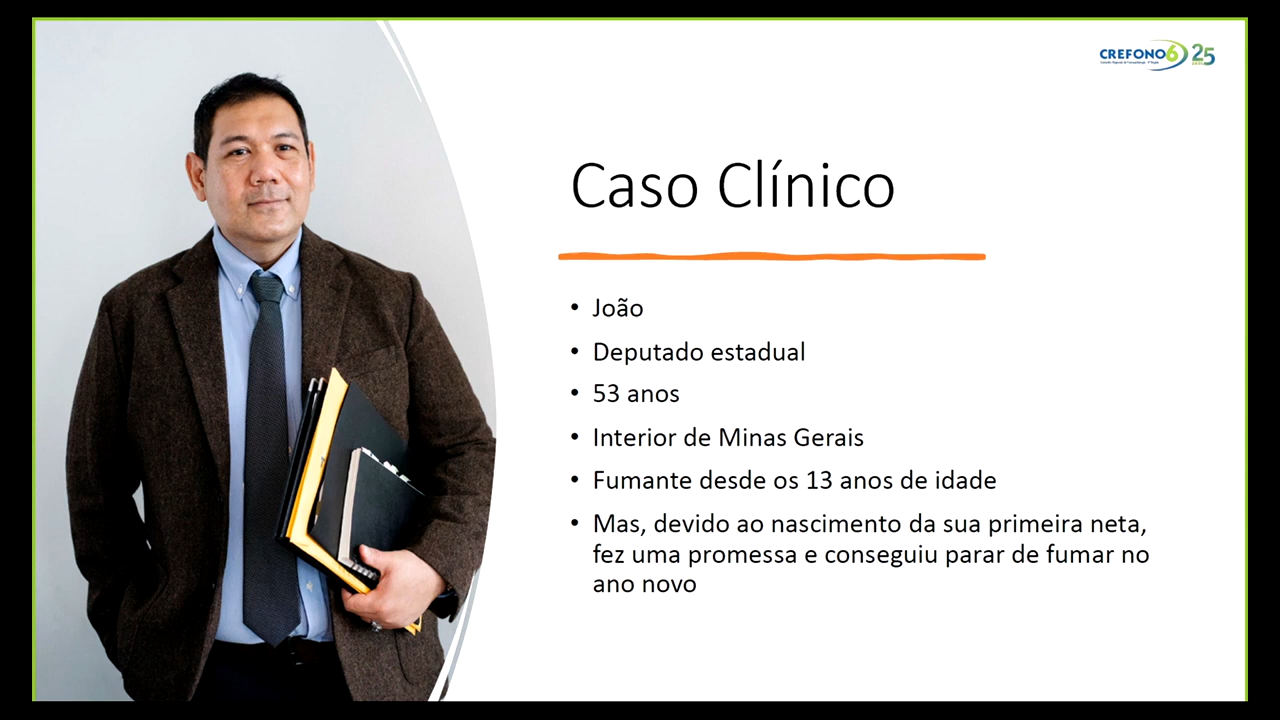 CREFONO6 25
Caso Clínico
• João
• Deputado estadual
• 53 anos
• Interior de Minas Gerais
• Fumante desde os 13 anos de idade
• Mas, devido ao nascimento da sua primeira neta,
fez uma promessa e conseguiu parar de fumar no
ano novo